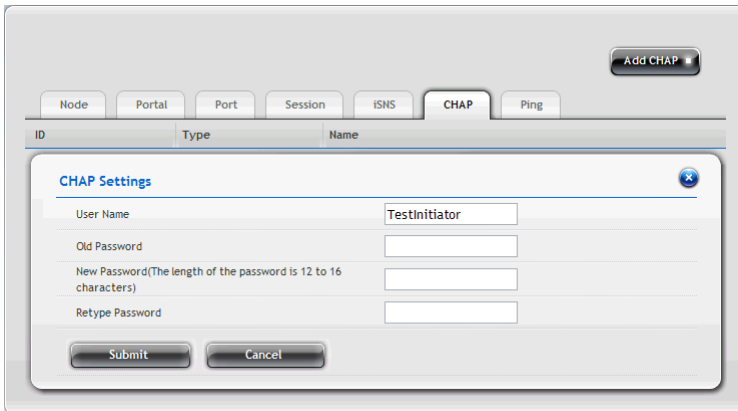 Add CHAP
Node Portal Port Session iSNS CHAP Ping
ID Type Name
CHAP Settings
User Name TestInitiator
Old Password
New Password(The length of the password is 12 to 16
characters)
Retype Password
Submit Cancel